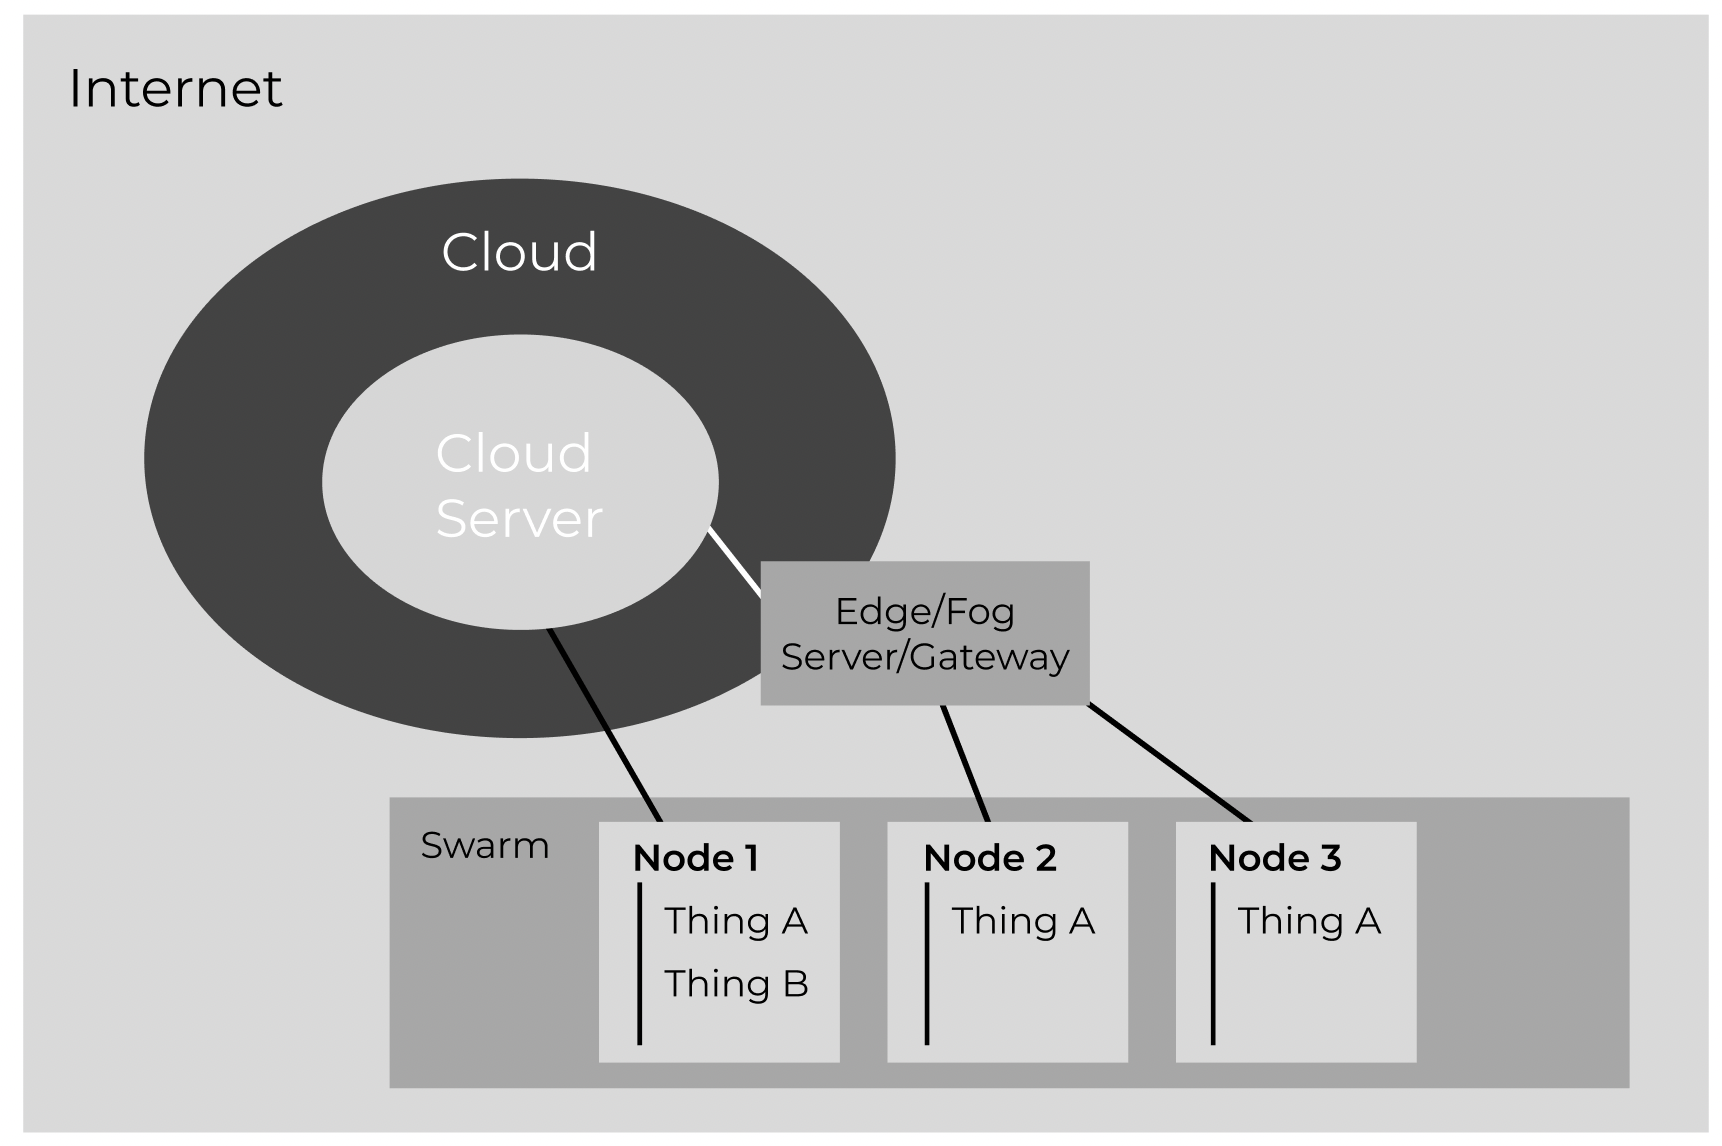 Internet
Cloud
Cloud
Server
Edge/Fog
Server/Gateway
Swarm
Node 1
Thing A
Thing B
Node 2
Thing A
Node 3
Thing A